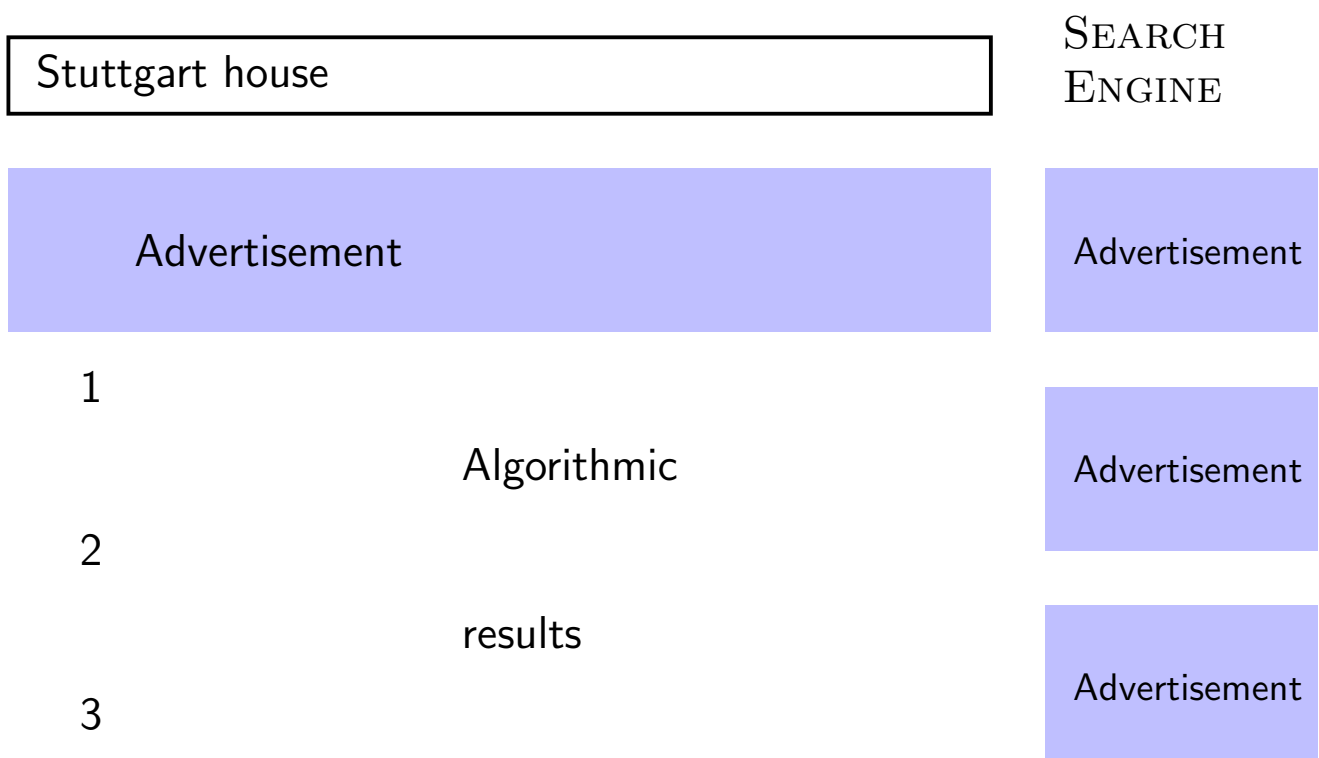 Stuttgart house
SEARCH
ENGINE
Advertisement
Advertisement
1
Algorithmic
Advertisement
2
results
Advertisement
3